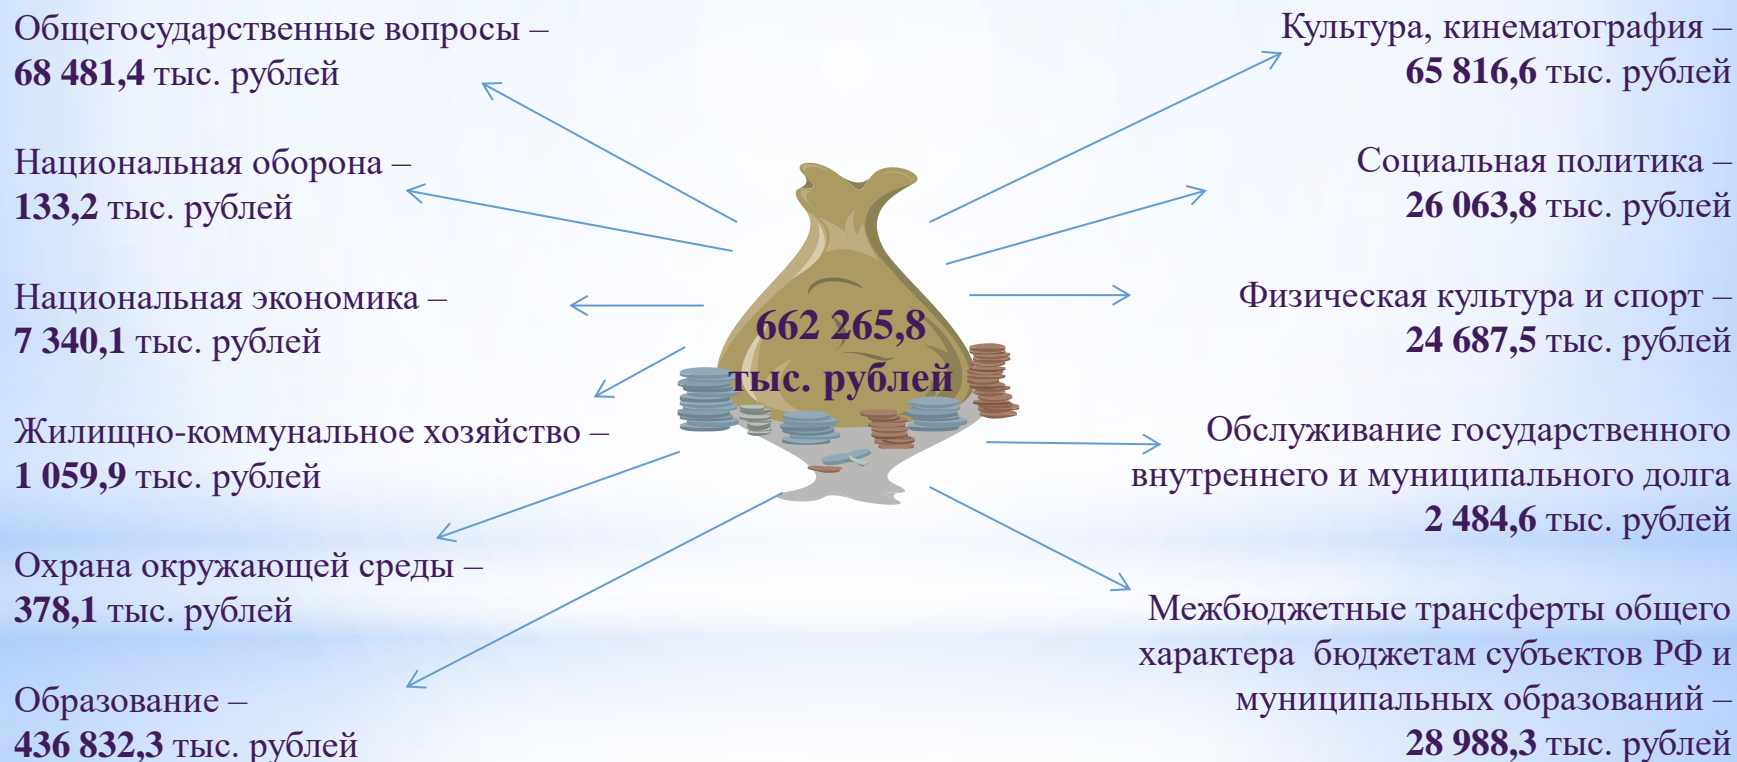 Общегосударственные вопросы –
68 481,4 тыс. рублей
Национальная оборона –
133,2 тыс. рублей
Национальная экономика –
7 340,1 тыс. рублей
Жилищно-коммунальное хозяйство –
1 059,9 тыс. рублей
Охрана окружающей среды –
378,1 тыс. рублей
Образование –
436 832,3 тыс. рублей
662 265,8
тыс. рублей
Культура, кинематография –
65 816,6 тыс. рублей
Социальная политика –
26 063,8 тыс. рублей
Физическая культура и спорт –
24 687,5 тыс. рублей
Обслуживание государственного
внутреннего и муниципального долга
2 484,6 тыс. рублей
Межбюджетные трансферты общего
характера  бюджетам субъектов РФ и
муниципальных образований –
28 988,3 тыс. рублей